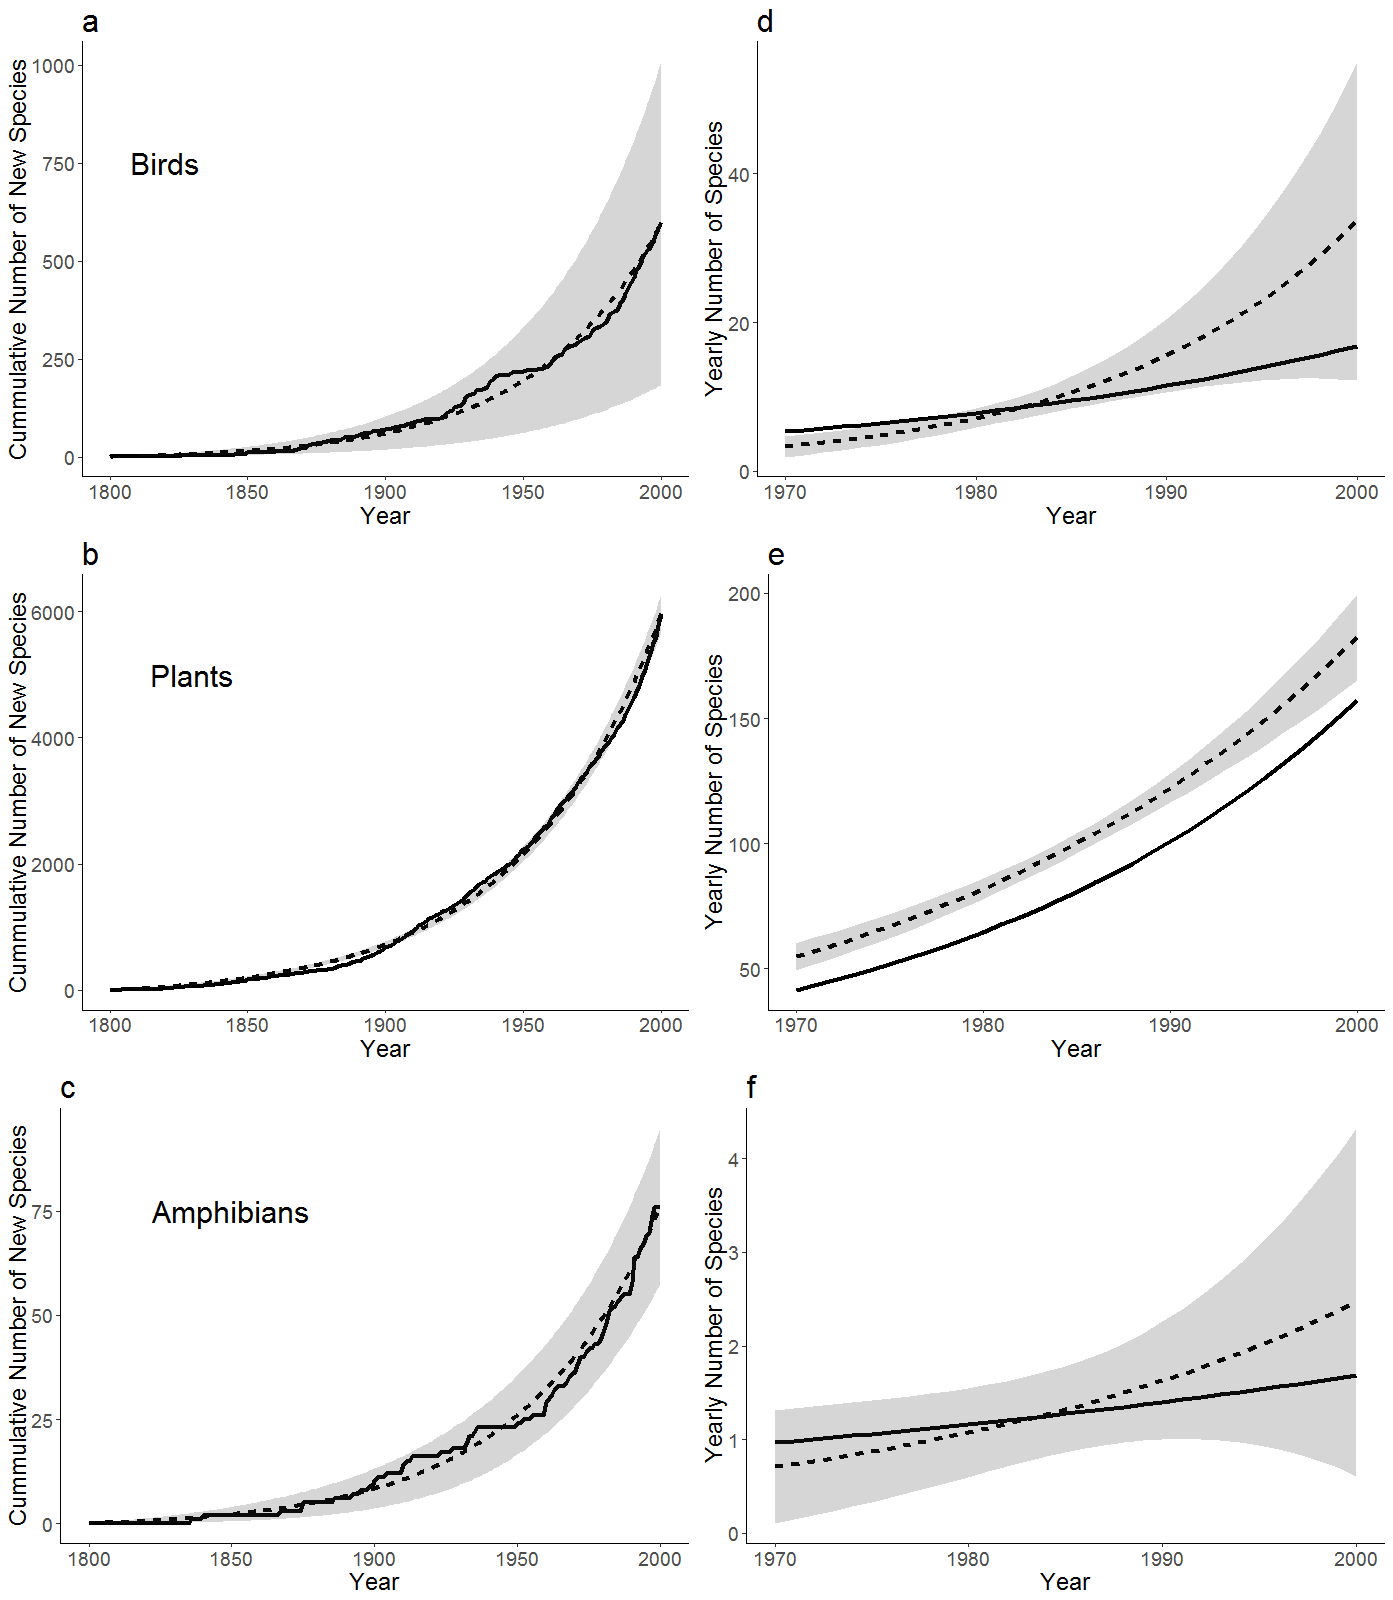 a
Cummulative Number of New Species
1000
750
500
250
0
Birds
1800
1850
1900
1950
2000
Year
d
Yearly Number of Species
40
20
0
1970
1980
1990
2000
Year
b
Cummulative Number of New Species
6000
4000
2000
0
Plants
1800
1850
1900
1950
2000
Year
e
Yearly Number of Species
200
150
100
50
1970
1980
1990
2000
Year
c
Cummulative Number of New Species
75
50
25
0
Amphibians
1800
1850
1900
1950
2000
Year
f
Yearly Number of Species
4
3
2
1
0
1970
1980
1990
2000
Year